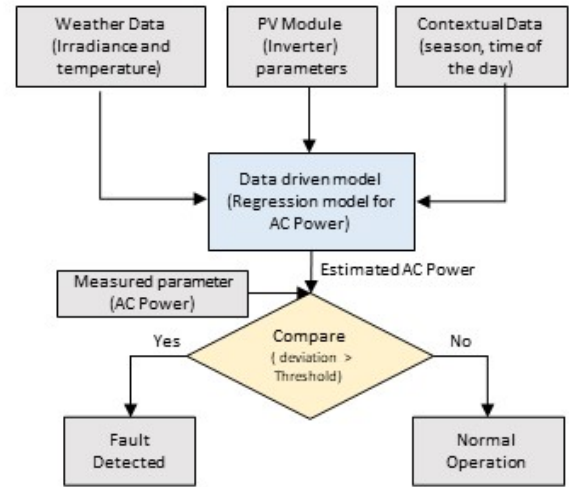 Weather Data
(Irradiance and
temperature)
PV Module
(Inverter)
parameters
Contextual Data
(season, time of
the day)
Data driven model
(Regression model for
AC Power)
Estimated AC Power
Measured parameter
(AC Power)
Yes
Compare
( deviation >
Threshold)
No
Fault
Detected
Normal
Operation